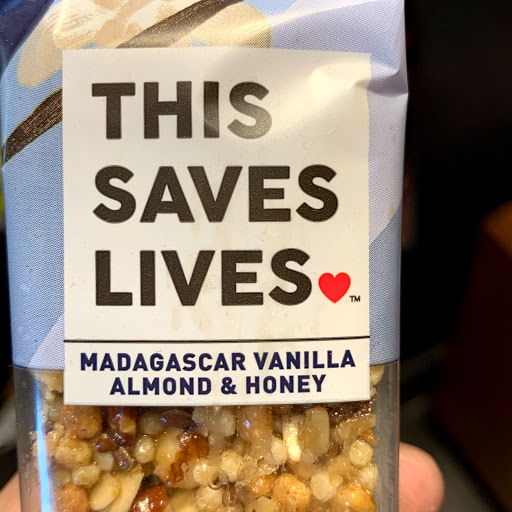 THIS
SAVES
LIVES
™
MADAGASCAR VANILLA
ALMOND & HONEY